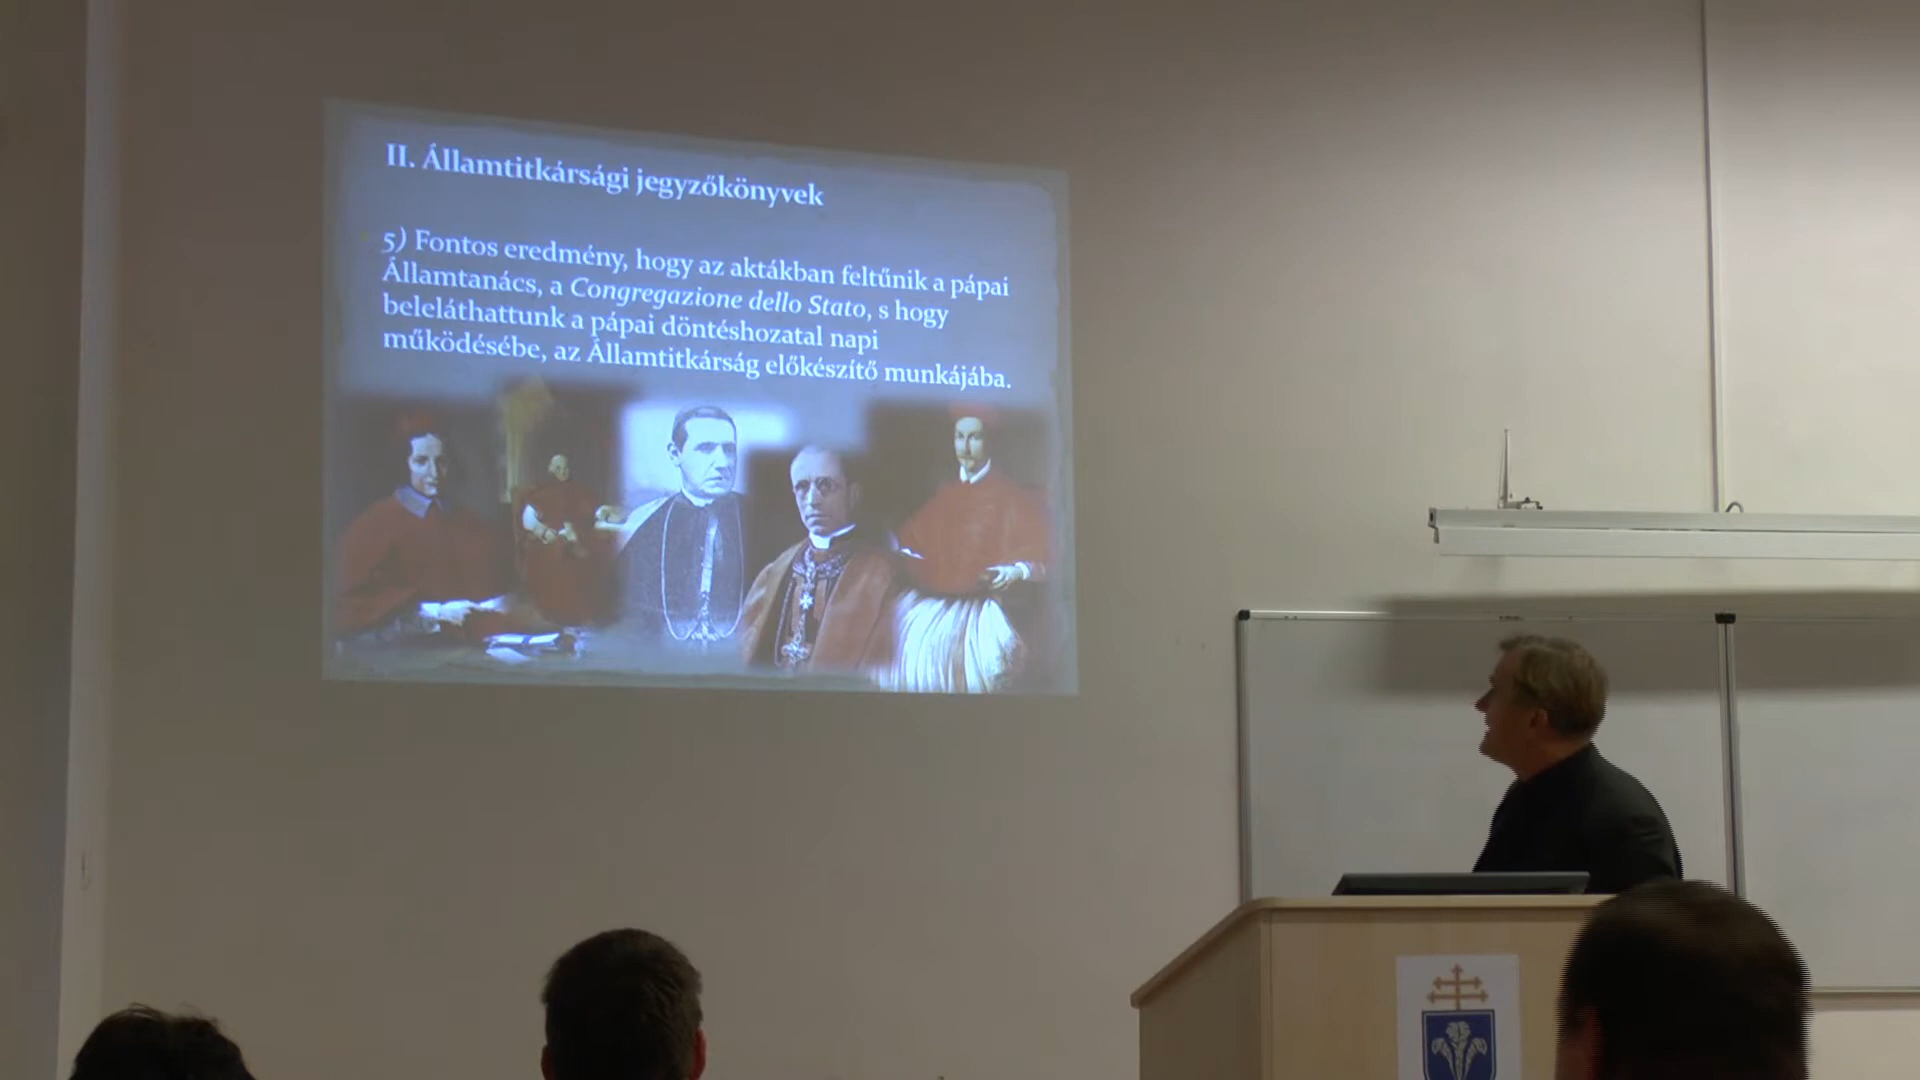 II. Államtitkársági jegyzőkönyvek
5) Fontos eredmény, hogy az aktákban feltűnik a pápai
Államtanács, a Congregazione dello Stato, s hogy
beleláthattunk a pápai döntéshozatal napi
működésébe, az Államtitkárság előkészítő munkájába.